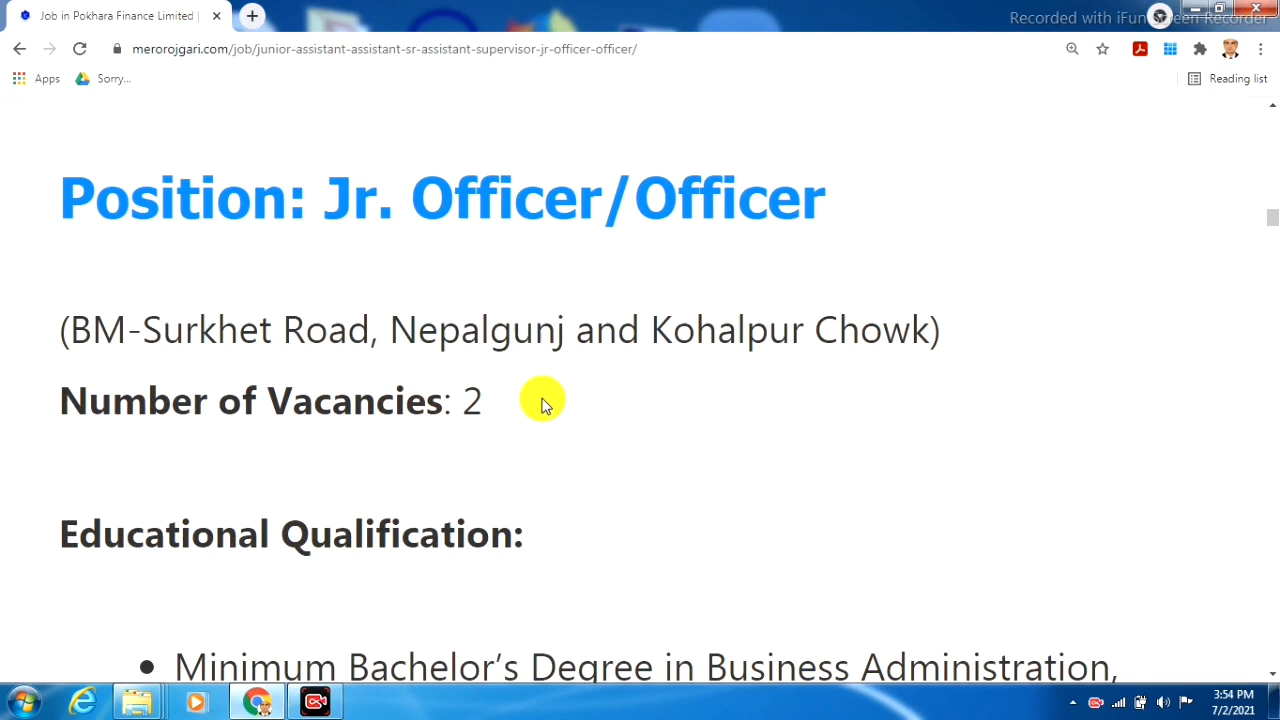 Job in Pokhara Finance Limited |
Recorded with iFun Screen Recorder
merorojgari.com/job/junior-assistant-assistant-sr-assistant-supervisor-jr-officer-officer/
Apps
Sorry...
Reading list
Position: Jr. Officer/Officer
(BM-Surkhet Road, Nepalgunj and Kohalpur Chowk)
Number of Vacancies: 2
Educational Qualification:
• Minimum Bachelor’s Degree in Business Administration,
3:54 PM
7/2/2021